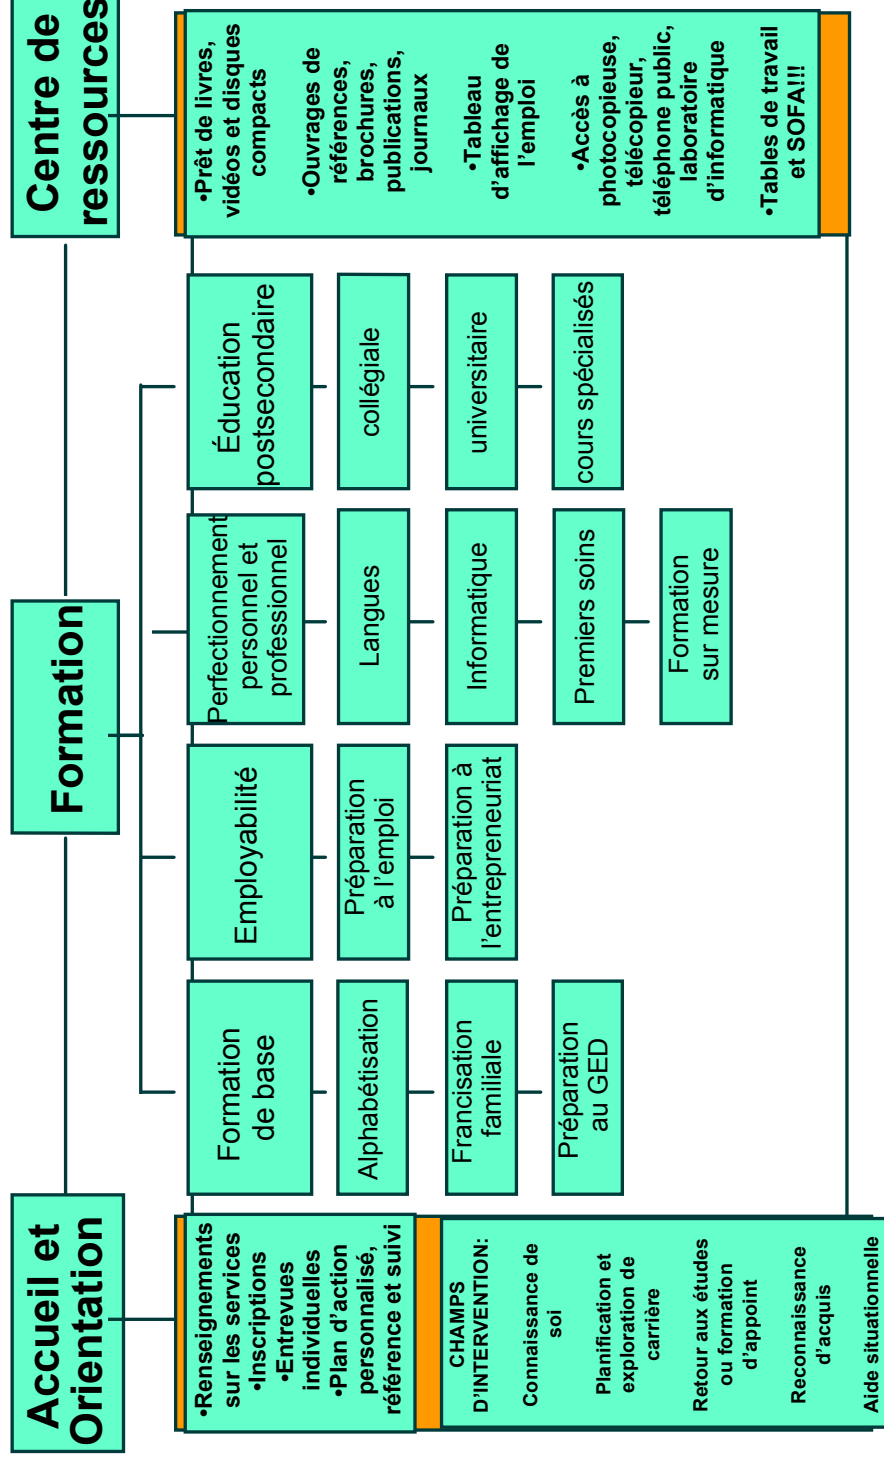 Accueil et
Orientation
•Renseignements
sur les services
•Inscriptions
•Entrevues
individuelles
•Plan d’action
personnalisé,
référence et suivi
CHAMPS
D’INTERVENTION:
Connaissance de
soi
Planification et
exploration de
carrière
Retour aux études
ou formation
d’appoint
Reconnaissance
d’acquis
Aide situationnelle
Formation
Formation
de base
Alphabétisation
Francisation
familiale
Préparation
au GED
Employabilité
Préparation
à l’emploi
Préparation à
l’entrepreneuriat
Perfectionnement
personnel et
professionnel
Langues
Informatique
Premiers soins
Formation
sur mesure
Éducation
postsecondaire
collégiale
universitaire
cours spécialisés
Centre de
ressources
•Prêt de livres,
vidéos et disques
compacts
•Ouvrages de
références,
brochures,
publications,
journaux
•Tableau
d’affichage de
l’emploi
•Accès à
photocopieuse,
télécopieur,
téléphone public,
laboratoire
d’informatique
•Tables de travail
et SOFA!!!